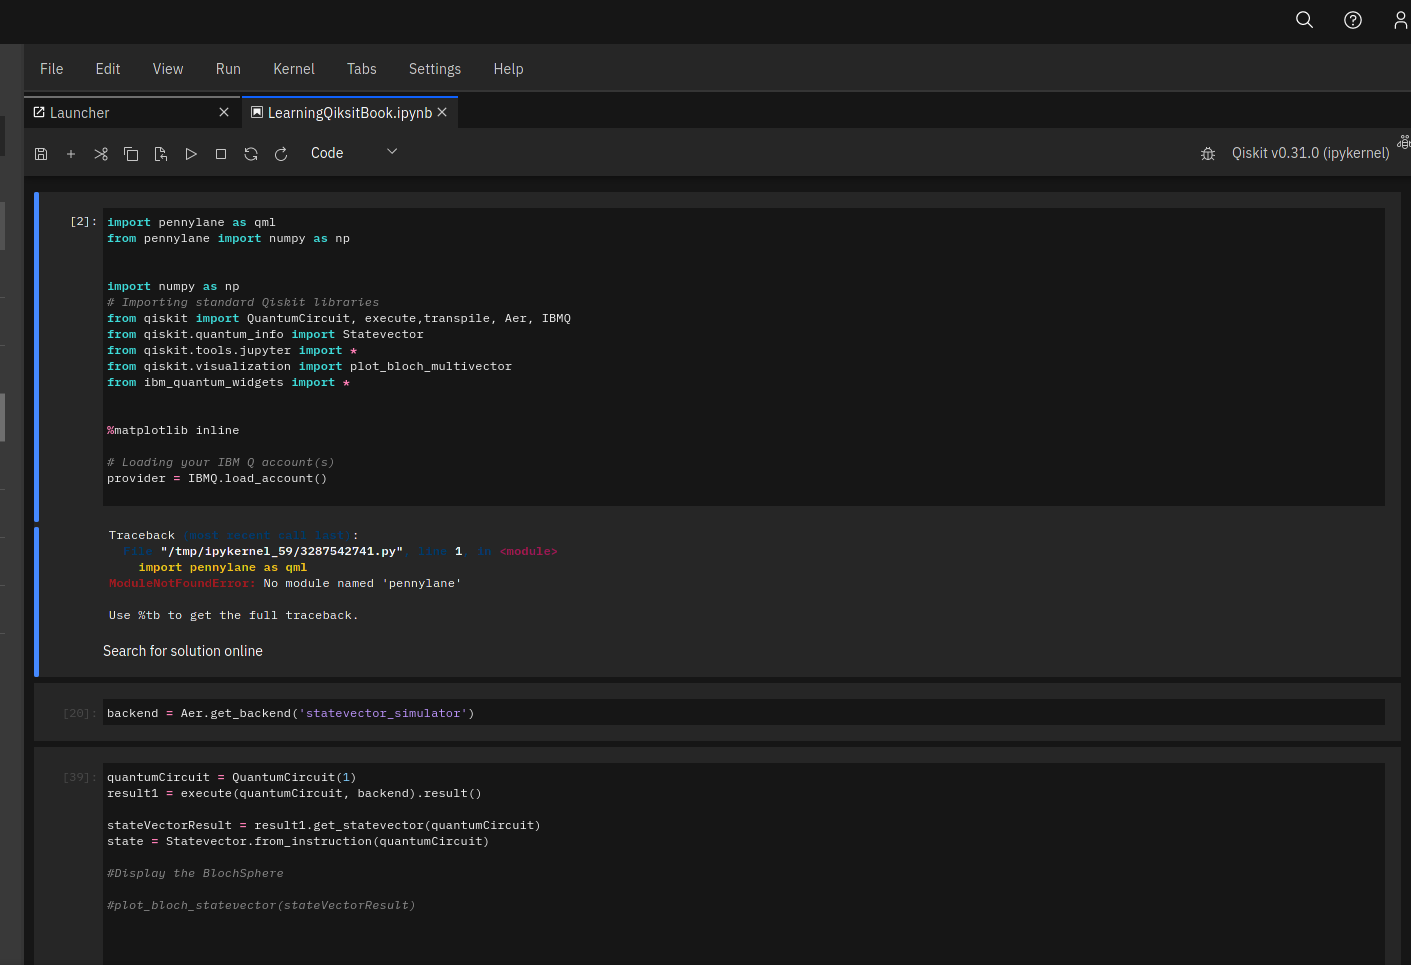 File Edit View Run Kernel Tabs Settings Help
Launcher LearningQiksitBook.ipynb
Code Qiskit v0.31.0 (ipykernel)
[2]: import pennylane as qml
from pennylane import numpy as np
import numpy as np
# Importing standard Qiskit libraries
from qiskit import QuantumCircuit, execute,transpile, Aer, IBMQ
from qiskit.quantum_info import Statevector
from qiskit.tools.jupyter import *
from qiskit.visualization import plot_bloch_multivector
from ibm_quantum_widgets import *
%matplotlib inline
# Loading your IBM Q account(s)
provider = IBMQ.load_account()
Traceback (most recent call last):
File "/tmp/ipykernel_59/3287542741.py", line 1, in <module>
import pennylane as qml
ModuleNotFoundError: No module named 'pennylane'
Use %tb to get the full traceback.
Search for solution online
[20]: backend = Aer.get_backend('statevector_simulator')
[39]: quantumCircuit = QuantumCircuit(1)
result1 = execute(quantumCircuit, backend).result()
stateVectorResult = result1.get_statevector(quantumCircuit)
state = Statevector.from_instruction(quantumCircuit)
#Display the BlochSphere
#plot_bloch_statevector(stateVectorResult)